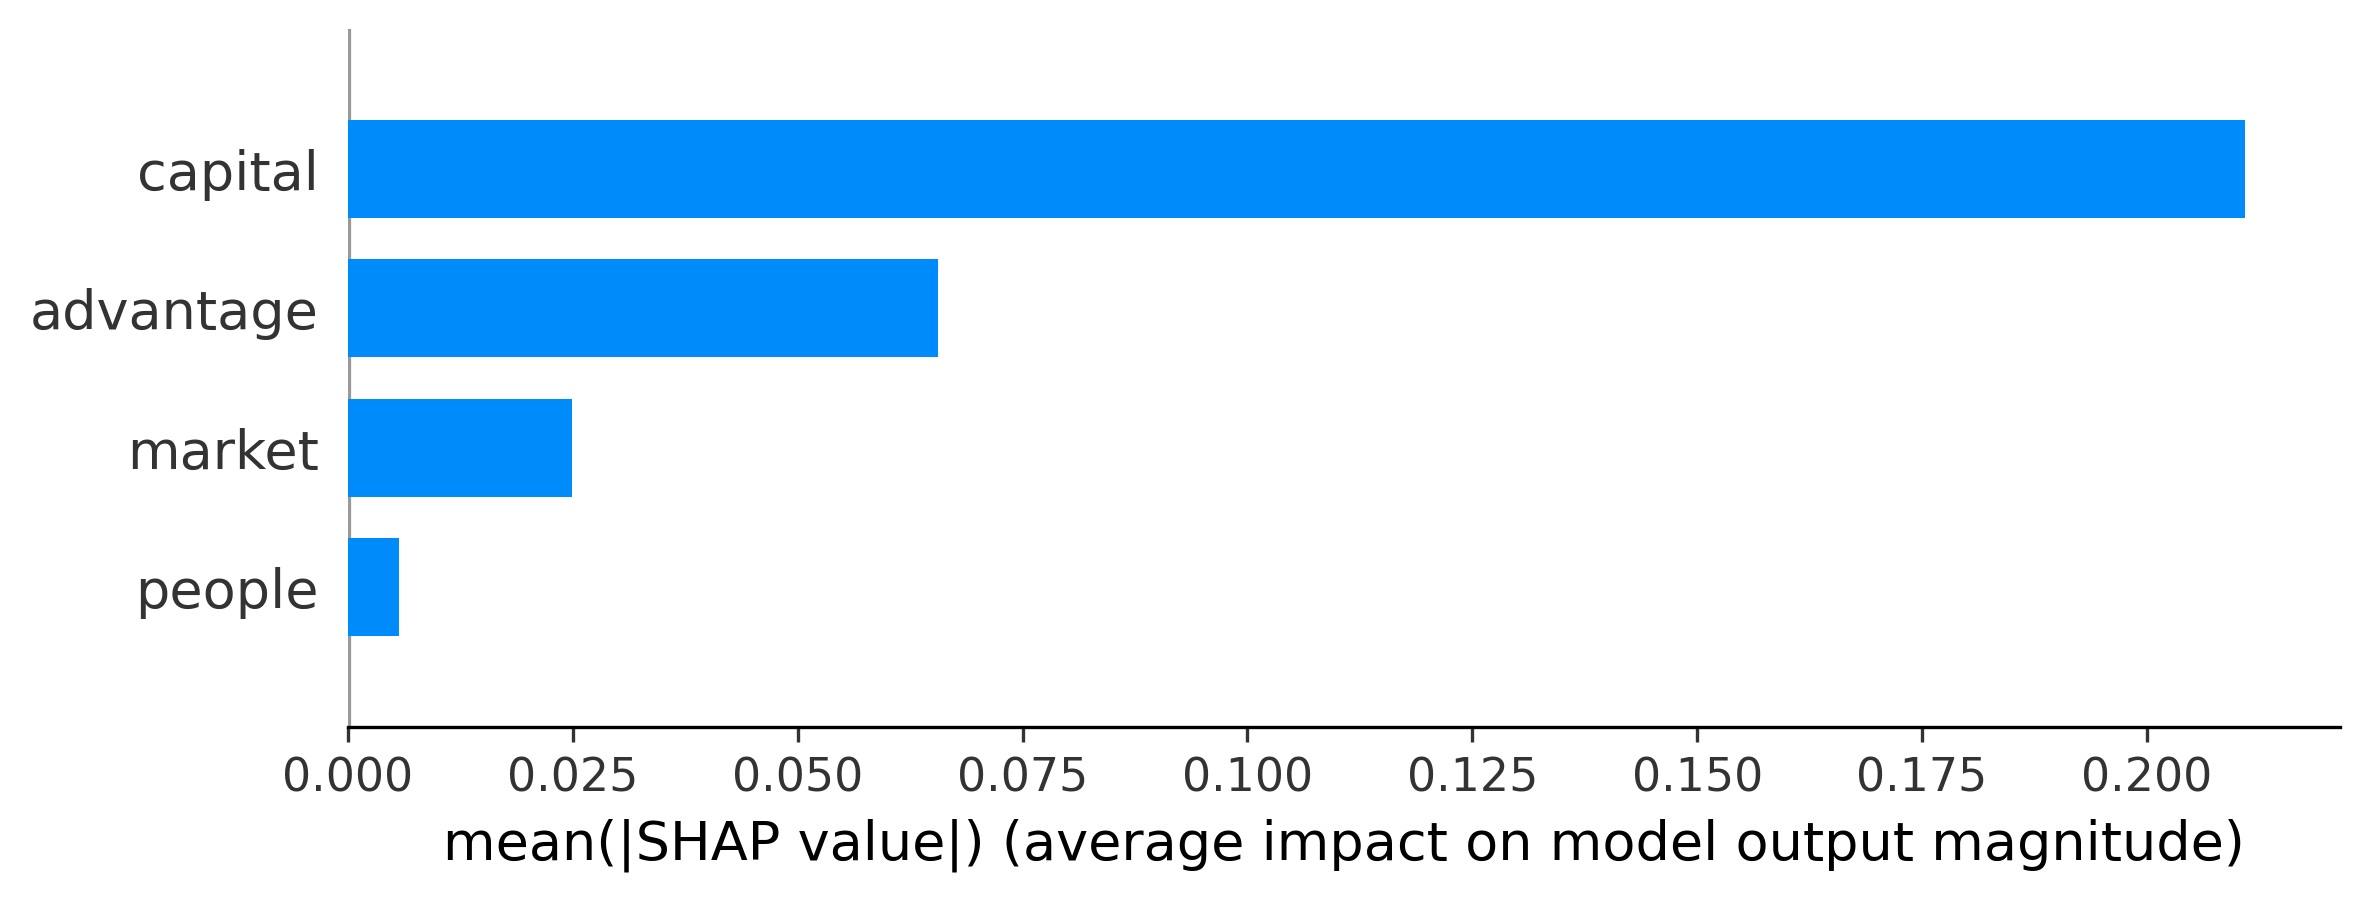 capital
advantage
market
people
0.000 0.025 0.050 0.075 0.100 0.125 0.150 0.175 0.200
mean(|SHAP value|) (average impact on model output magnitude)